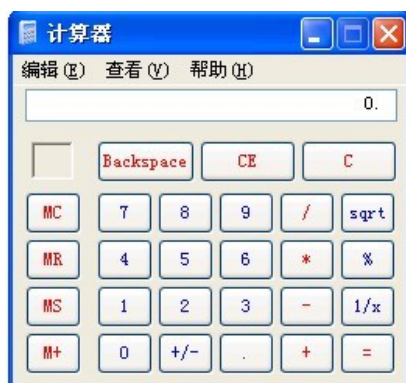 计算器
编辑(E) 查看(V) 帮助(H)
0.
Backspace CE C
MC 7 8 9 / sqrt
MR 4 5 6 * %
MS 1 2 3 - 1/x
M+ 0 +/- . + =